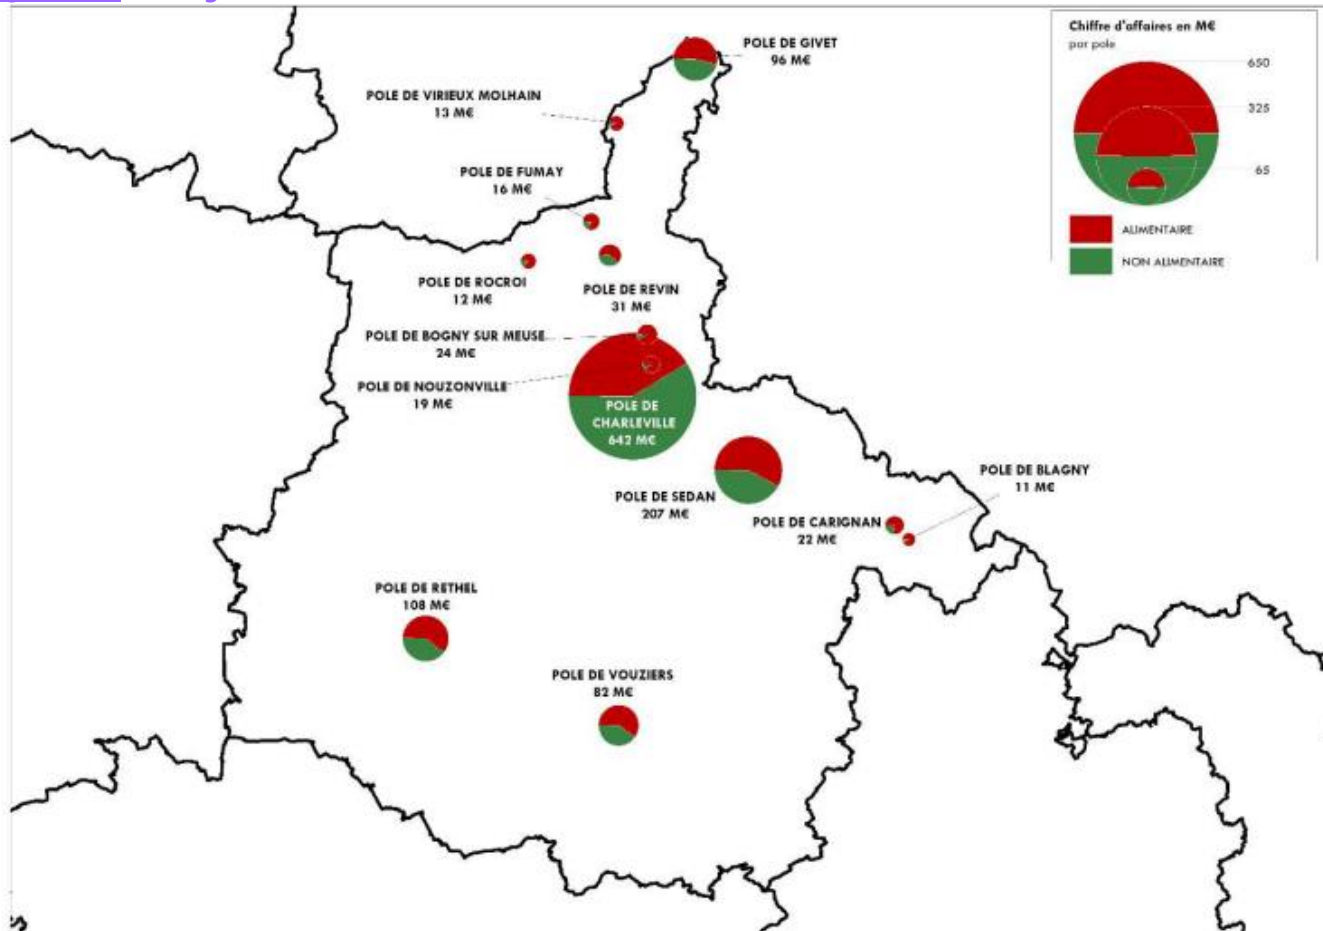 POLE DE GIVET
96 M€
Chiffre d'affaires en M€
par pole
650
325
65
ALIMENTAIRE
NON ALIMENTAIRE
POLE DE VIRIEUX MOLHAIN
13 M€
POLE DE FUMAY
16 M€
POLE DE ROCROI
12 M€
POLE DE REVIN
31 M€
POLE DE BOGNY SUR MEUSE
24 M€
POLE DE NOUZONVILLE
19 M€
POLE DE
CHARLEVILLE
642 M€
POLE DE SEDAN
207 M€
POLE DE BLAGNY
11 M€
POLE DE CARIGNAN
22 M€
POLE DE RETHEL
108 M€
POLE DE VOUZIERS
82 M€